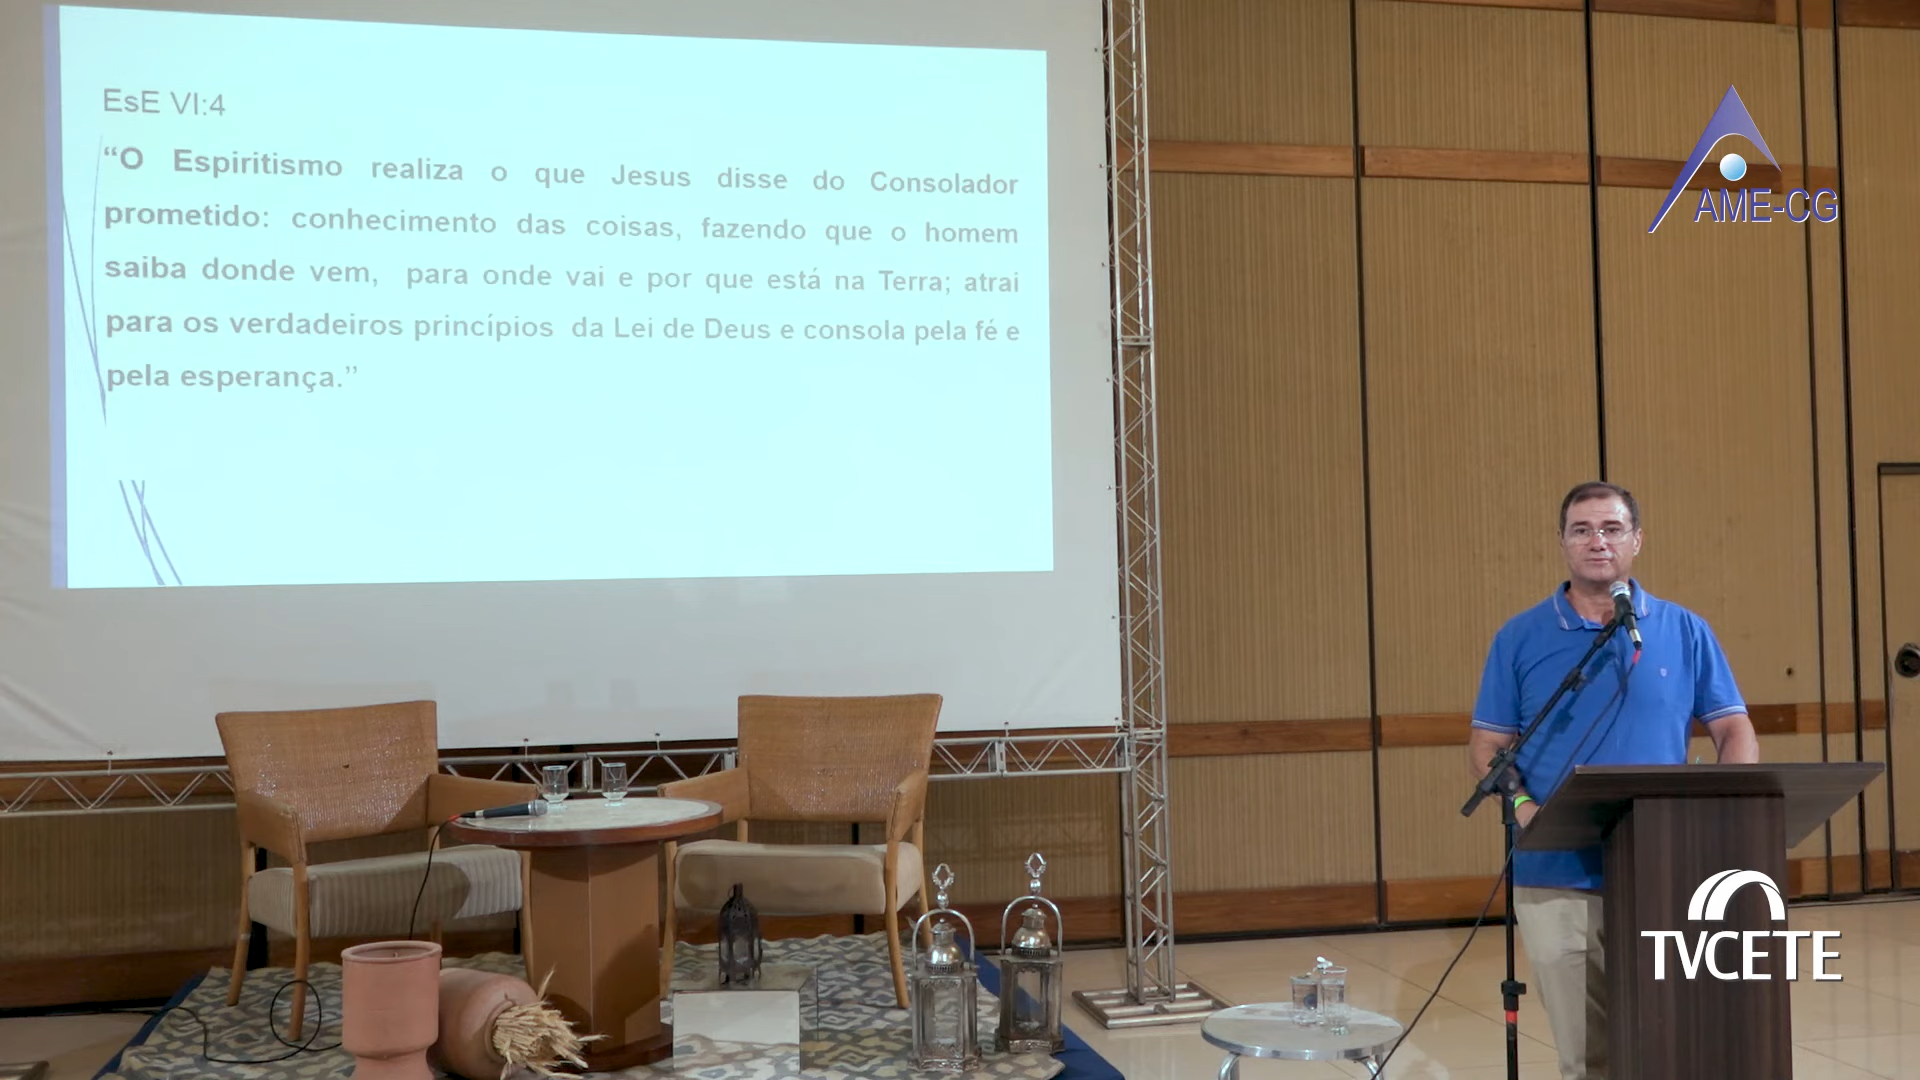 EsE VI:4
“O Espiritismo realiza o que Jesus disse do Consolador
prometido: conhecimento das coisas, fazendo que o homem
saiba donde vem, para onde vai e por que está na Terra; atrai
para os verdadeiros princípios da Lei de Deus e consola pela fé e
pela esperança.”
AME-CG
TVCETE